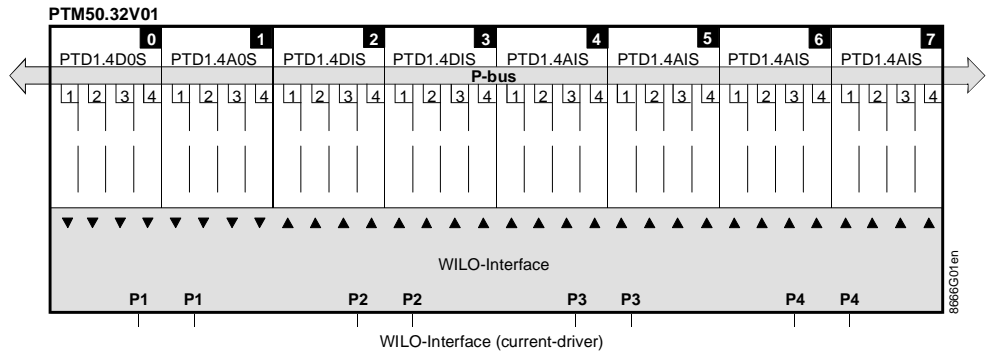 PTM50.32V01
0 1 2 3 4 5 6 7
PTD1.4D0S PTD1.4A0S PTD1.4DIS PTD1.4DIS PTD1.4AIS PTD1.4AIS PTD1.4AIS PTD1.4AIS
P-bus
1 2 3 4 1 2 3 4 1 2 3 4 1 2 3 4 1 2 3 4 1 2 3 4 1 2 3 4 1 2 3 4
WILO-Interface
8666G01en
P1 P1 P2 P2 P3 P3 P4 P4
WILO-Interface (current-driver)